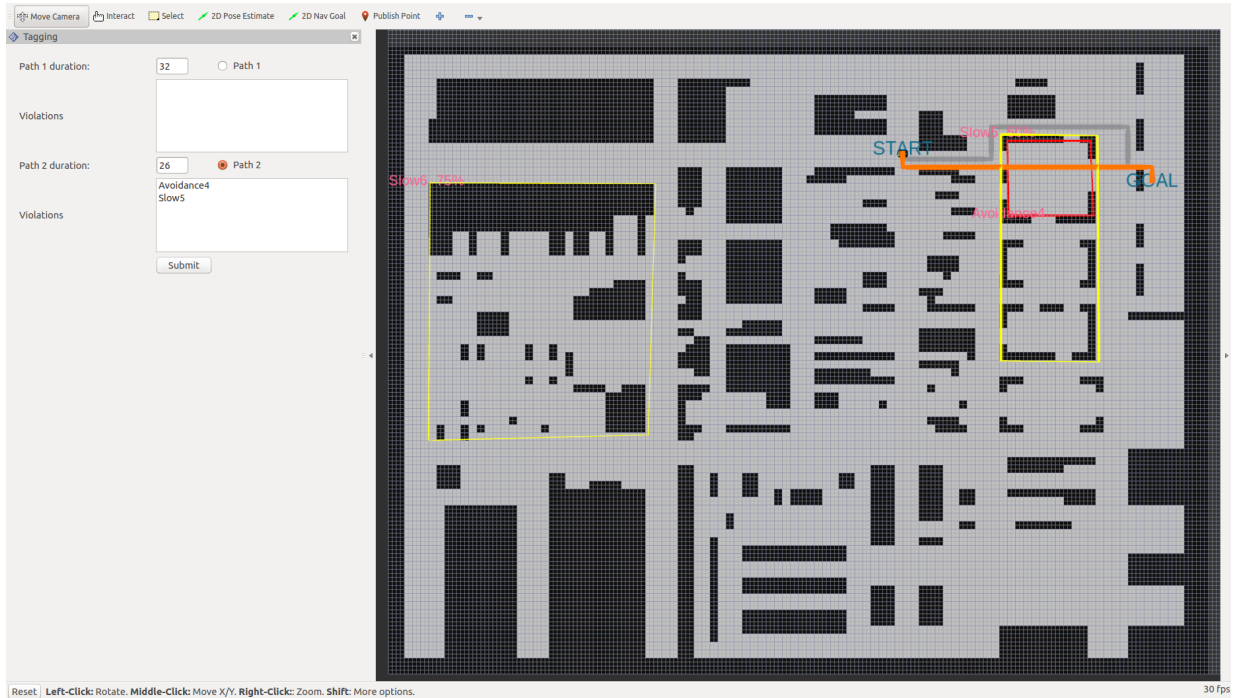 Move Camera Interact Select 2D Pose Estimate 2D Nav Goal Publish Point
Tagging
Path 1 duration: 32 Path 1
Violations
Path 2 duration: 26 Path 2
Avoidance4
Slow5
Violations
Submit
START
GOAL
Slow6 75%
Avoidance4
Reset Left-Click: Rotate. Middle-Click: Move X/Y. Right-Click:: Zoom. Shift: More options.
30 fps